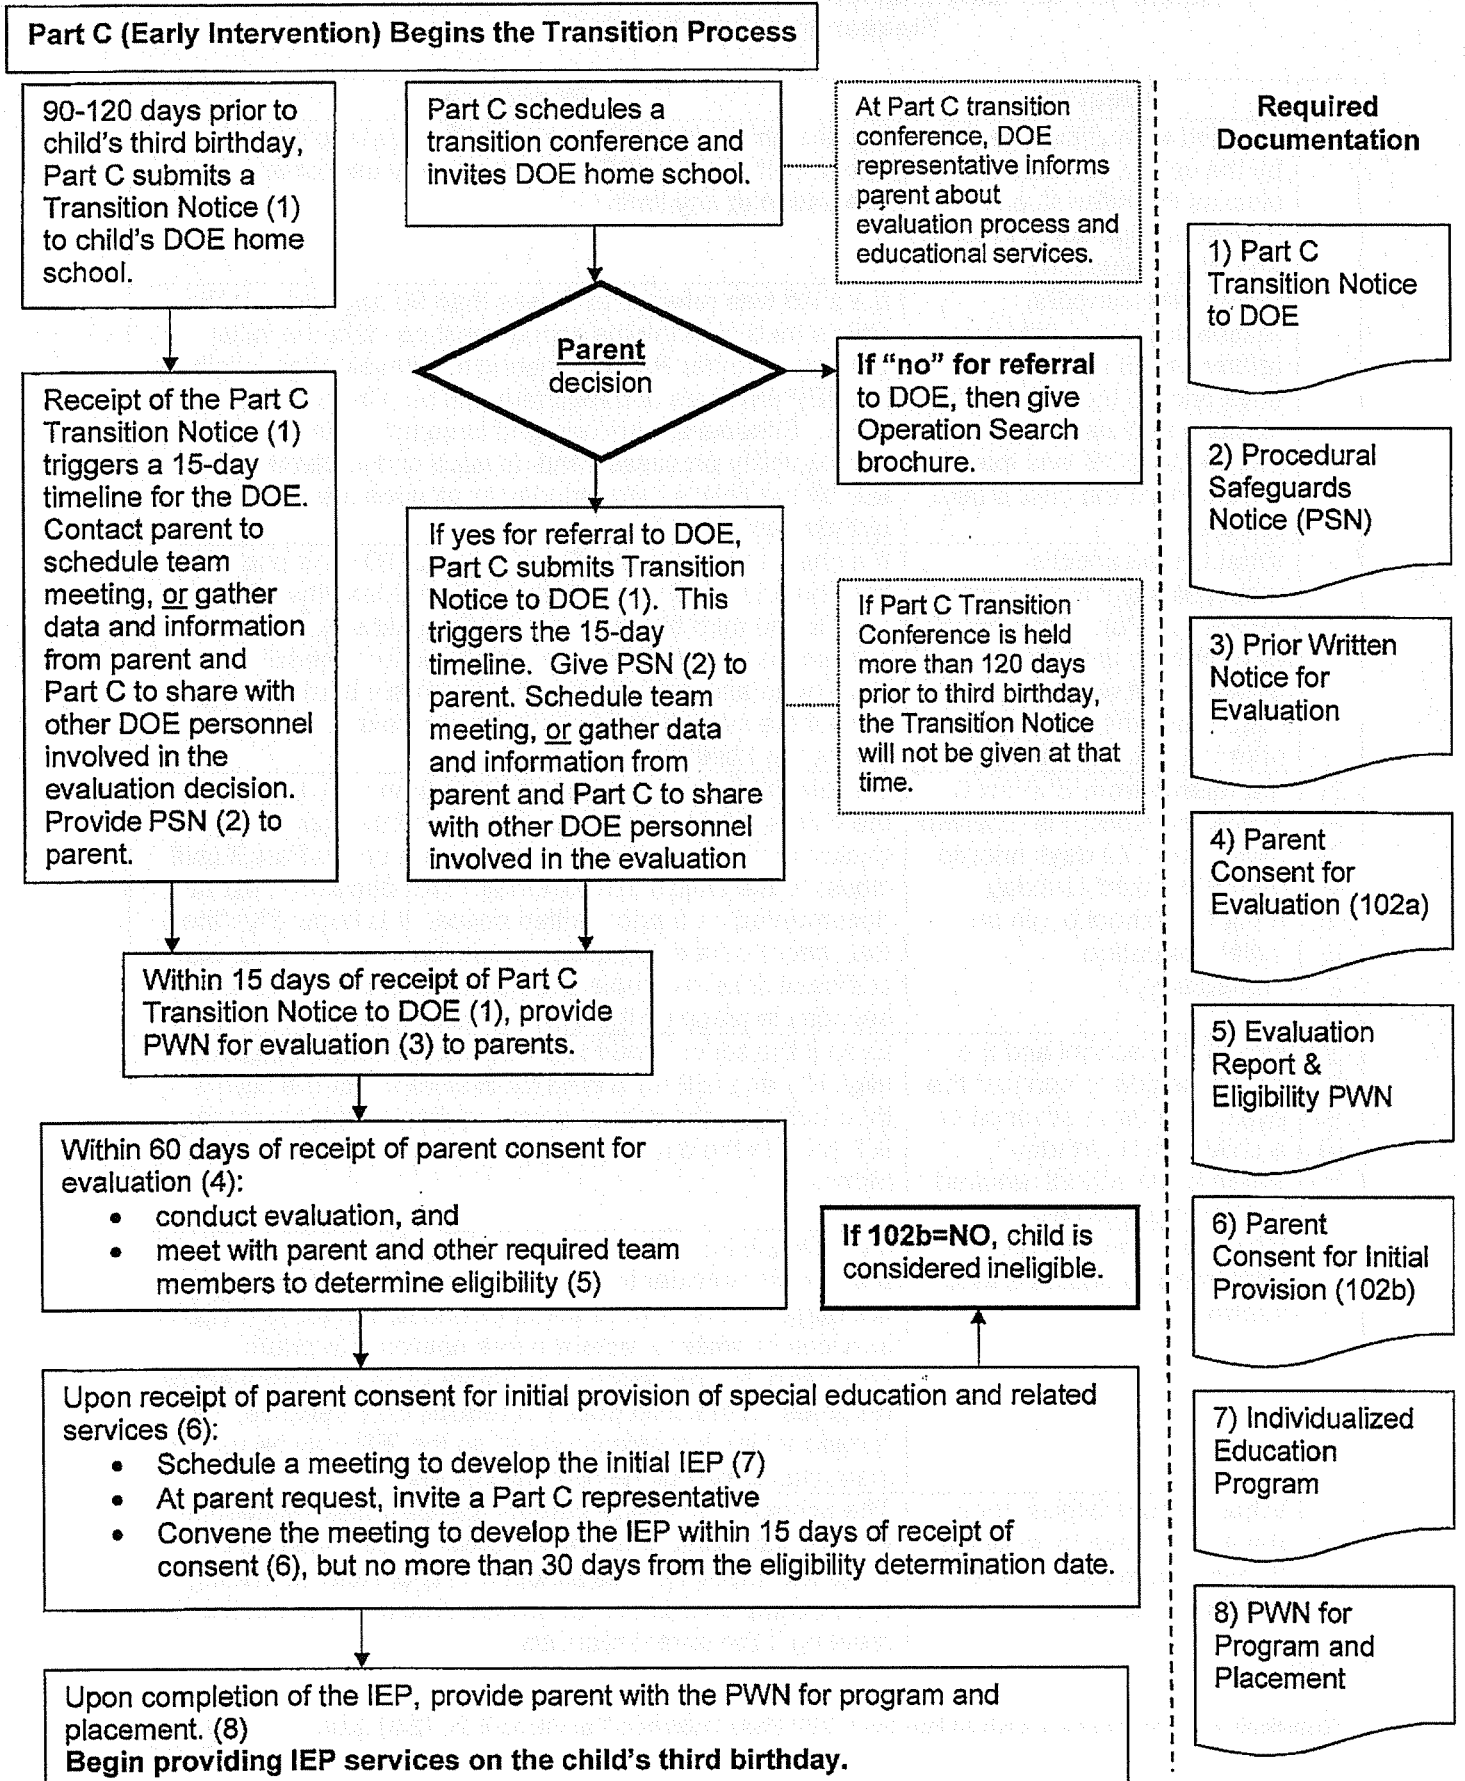 Part C (Early Intervention) Begins the Transition Process
90-120 days prior to
child's third birthday,
Part C submits a
Transition Notice (1)
to child's DOE home
school.
Receipt of the Part C
Transition Notice (1)
triggers a 15-day
timeline for the DOE.
Contact parent to
schedule team
meeting, or gather
data and information
from parent and
Part C to share with
other DOE personnel
involved in the
evaluation decision.
Provide PSN (2) to
parent.
Part C schedules a
transition conference and
invites DOE home school.
At Part C transition
conference, DOE
representative informs
parent about
evaluation process and
educational services.
Parent
decision
If "no" for referral
to DOE, then give
Operation Search
brochure.
If yes for referral to DOE,
Part C submits Transition
Notice to DOE (1).  This
triggers the 15-day
timeline.  Give PSN (2) to
parent. Schedule team
meeting, or gather data
and information from
parent and Part C to share
with other DOE personnel
involved in the evaluation
If Part C Transition
Conference is held
more than 120 days
prior to third birthday,
the Transition Notice
will not be given at that
time.
Within 15 days of receipt of Part C
Transition Notice to DOE (1), provide
PWN for evaluation (3) to parents.
Within 60 days of receipt of parent consent for
evaluation (4):
• conduct evaluation, and
• meet with parent and other required team
members to determine eligibility (5)
If 102b=NO, child is
considered ineligible.
Upon receipt of parent consent for initial provision of special education and related
services (6):
• Schedule a meeting to develop the initial IEP (7)
• At parent request, invite a Part C representative
• Convene the meeting to develop the IEP within 15 days of receipt of
consent (6), but no more than 30 days from the eligibility determination date.
Upon completion of the IEP, provide parent with the PWN for program and
placement. (8)
Begin providing IEP services on the child's third birthday.
Required
Documentation
1) Part C
Transition Notice
to DOE
2) Procedural
Safeguards
Notice (PSN)
3) Prior Written
Notice for
Evaluation
4) Parent
Consent for
Evaluation (102a)
5) Evaluation
Report &
Eligibility PWN
6) Parent
Consent for Initial
Provision (102b)
7) Individualized
Education
Program
8) PWN for
Program and
Placement